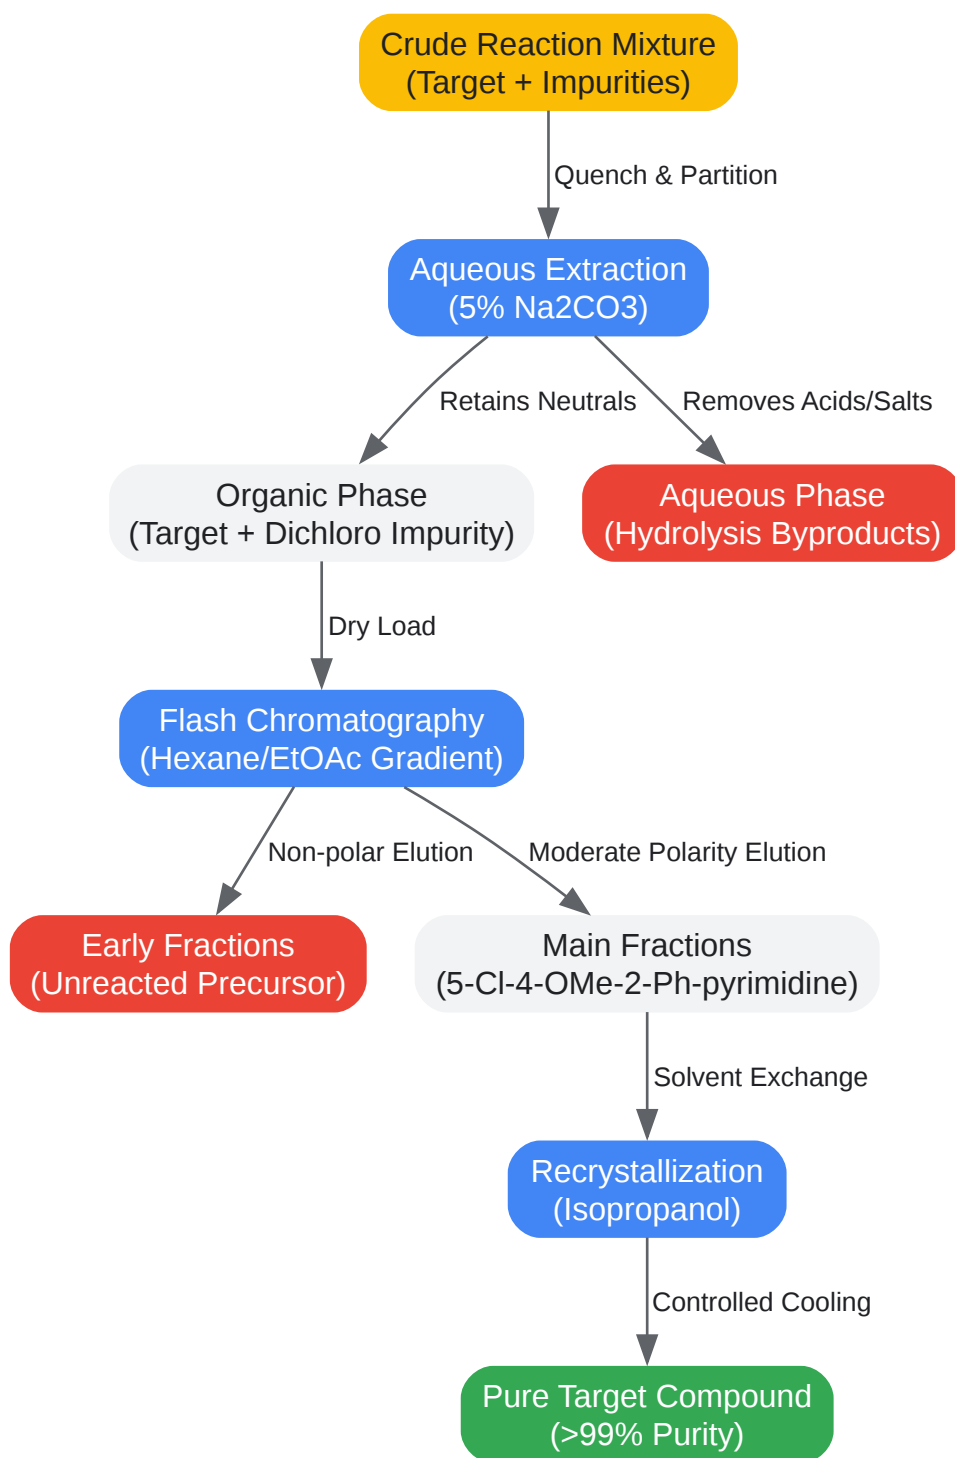 Crude Reaction Mixture
(Target + Impurities)
Quench & Partition
Aqueous Extraction
(5% Na2CO3)
Retains Neutrals
Removes Acids/Salts
Organic Phase
(Target + Dichloro Impurity)
Aqueous Phase
(Hydrolysis Byproducts)
Dry Load
Flash Chromatography
(Hexane/EtOAc Gradient)
Non-polar Elution
Moderate Polarity Elution
Early Fractions
(Unreacted Precursor)
Main Fractions
(5-Cl-4-OMe-2-Ph-pyrimidine)
Solvent Exchange
Recrystallization
(Isopropanol)
Controlled Cooling
Pure Target Compound
(>99% Purity)